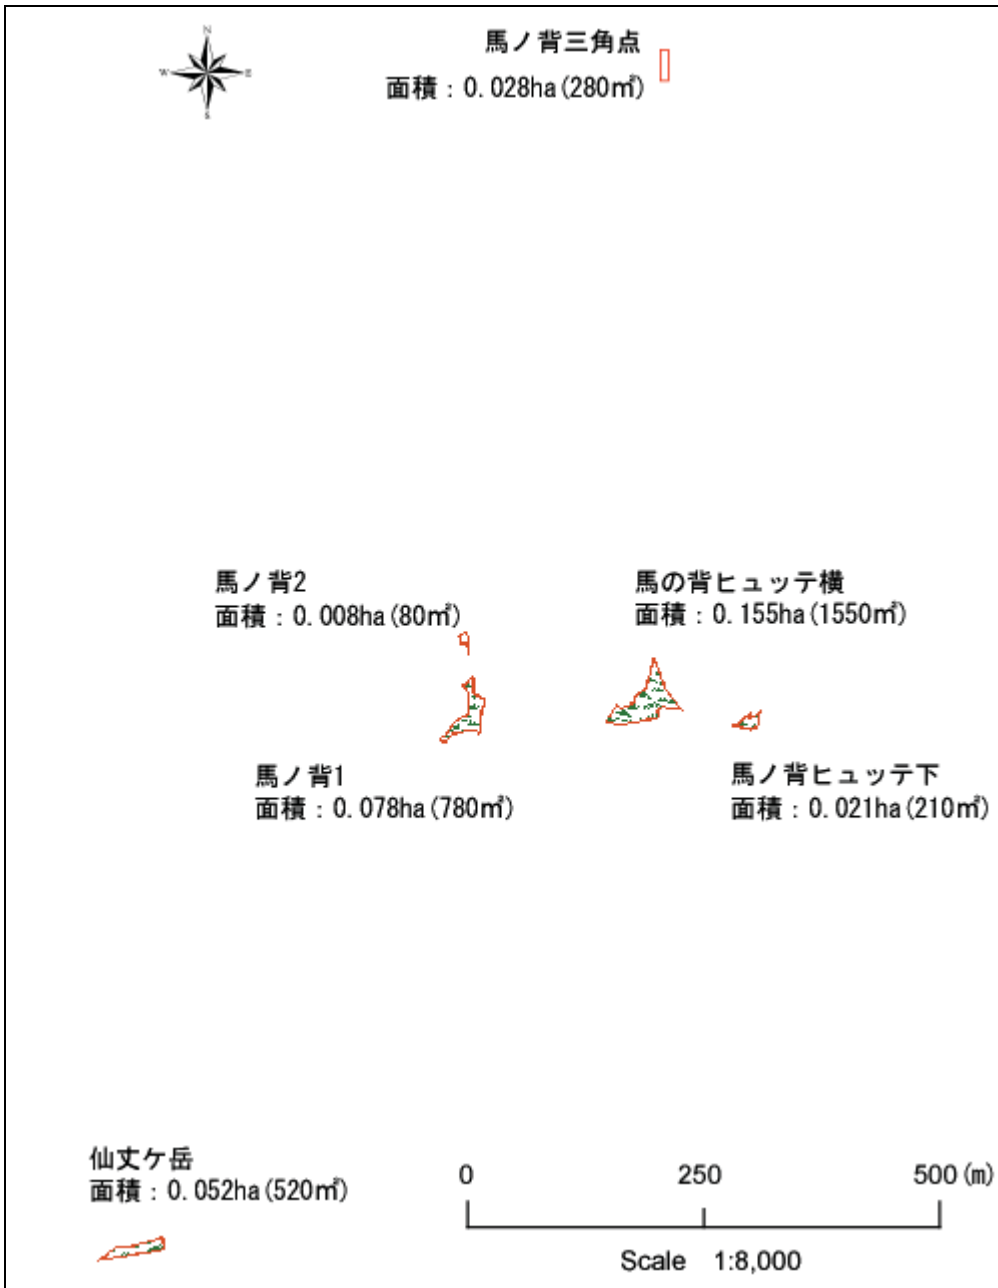 N
W E
S
馬ノ背三角点
面積：0.028ha(280㎡)
馬ノ背2
面積：0.008ha(80㎡)
馬の背ヒュッテ横
面積：0.155ha(1550㎡)
馬ノ背1
面積：0.078ha(780㎡)
馬ノ背ヒュッテ下
面積：0.021ha(210㎡)
仙丈ケ岳
面積：0.052ha(520㎡)
0 250 500(m)
Scale 1:8,000